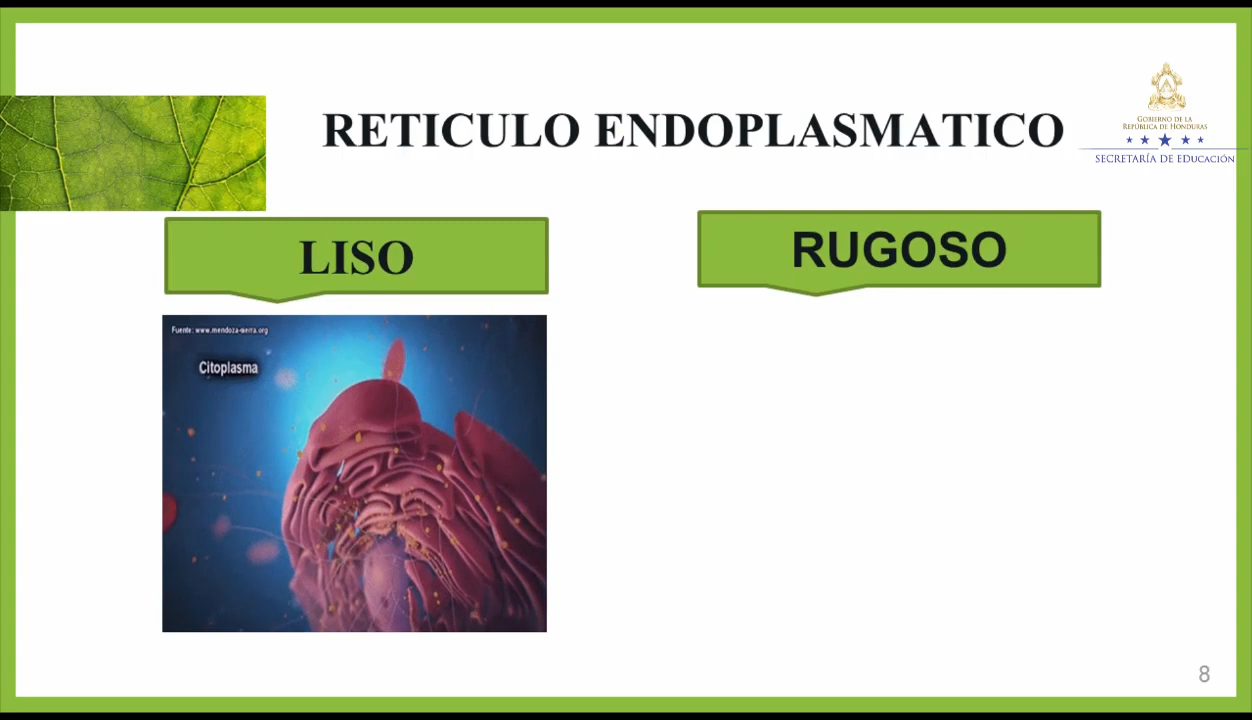 RETICULO ENDOPLASMATICO
GOBIERNO DE LA
REPÚBLICA DE HONDURAS
SECRETARÍA DE EDUCACIÓN
LISO
RUGOSO
Fuente: www.mendoza-sierra.org
Citoplasma
8